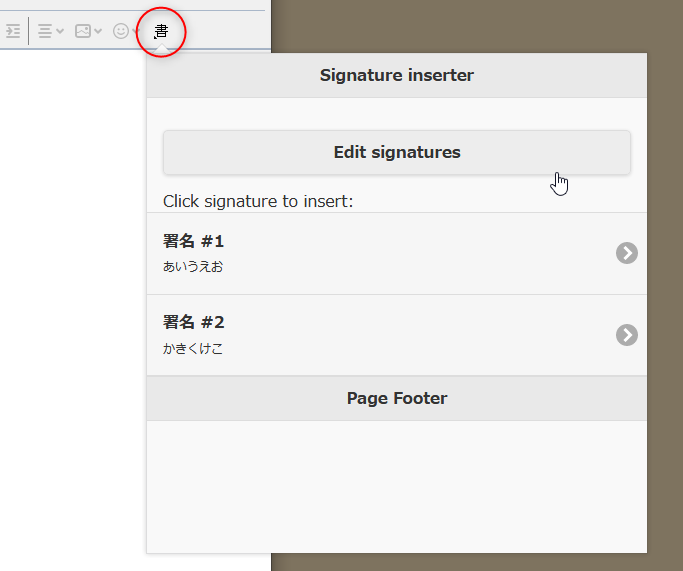 書
Signature inserter
Edit signatures
Click signature to insert:
署名 #1
あいうえお
署名 #2
かきくけこ
Page Footer